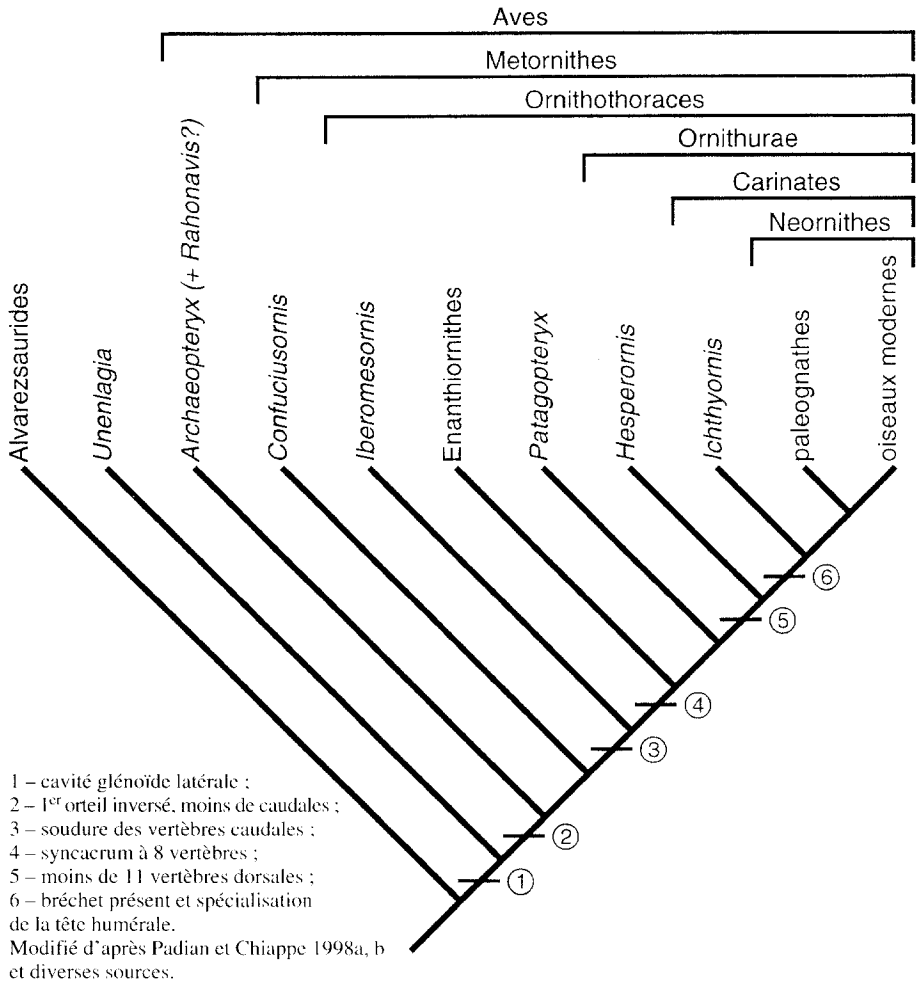 Aves
Metornithes
Ornithothoraces
Ornithurae
Carinates
Neornithes
Alvarezsaurides
Unenlagia
Archaeopteryx (+ Rahonavis?)
Confuciusornis
Iberomesornis
Enanthiornithes
Patagopteryx
Hesperornis
Ichthyornis
paleognathes
oiseaux modernes
6
5
4
3
2
1
1 – cavité glénoïde latérale ;
2 – 1er orteil inversé, moins de caudales ;
3 – soudure des vertèbres caudales ;
4 – syncacrum à 8 vertèbres ;
5 – moins de 11 vertèbres dorsales ;
6 – bréchet présent et spécialisation
de la tête humérale.
Modifié d'après Padian et Chiappe 1998a, b
et diverses sources.